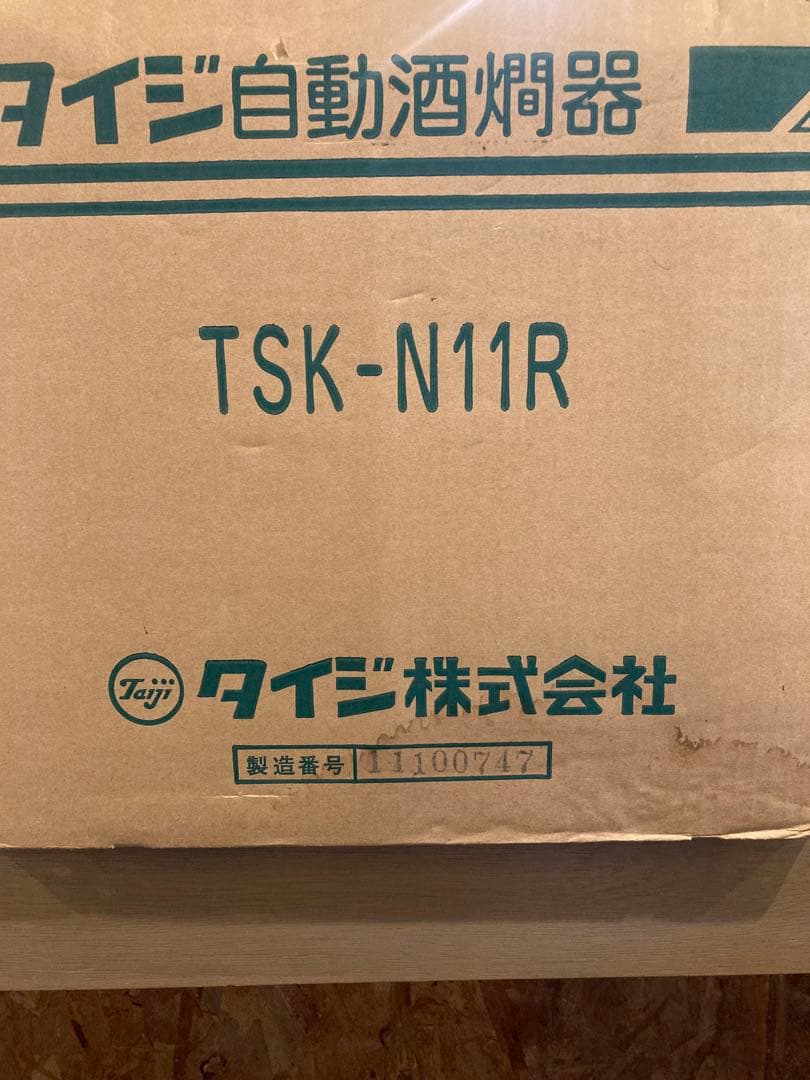 タイジ自動酒燗器
TSK-N11R
Taiji タイジ株式会社
製造番号 11100747